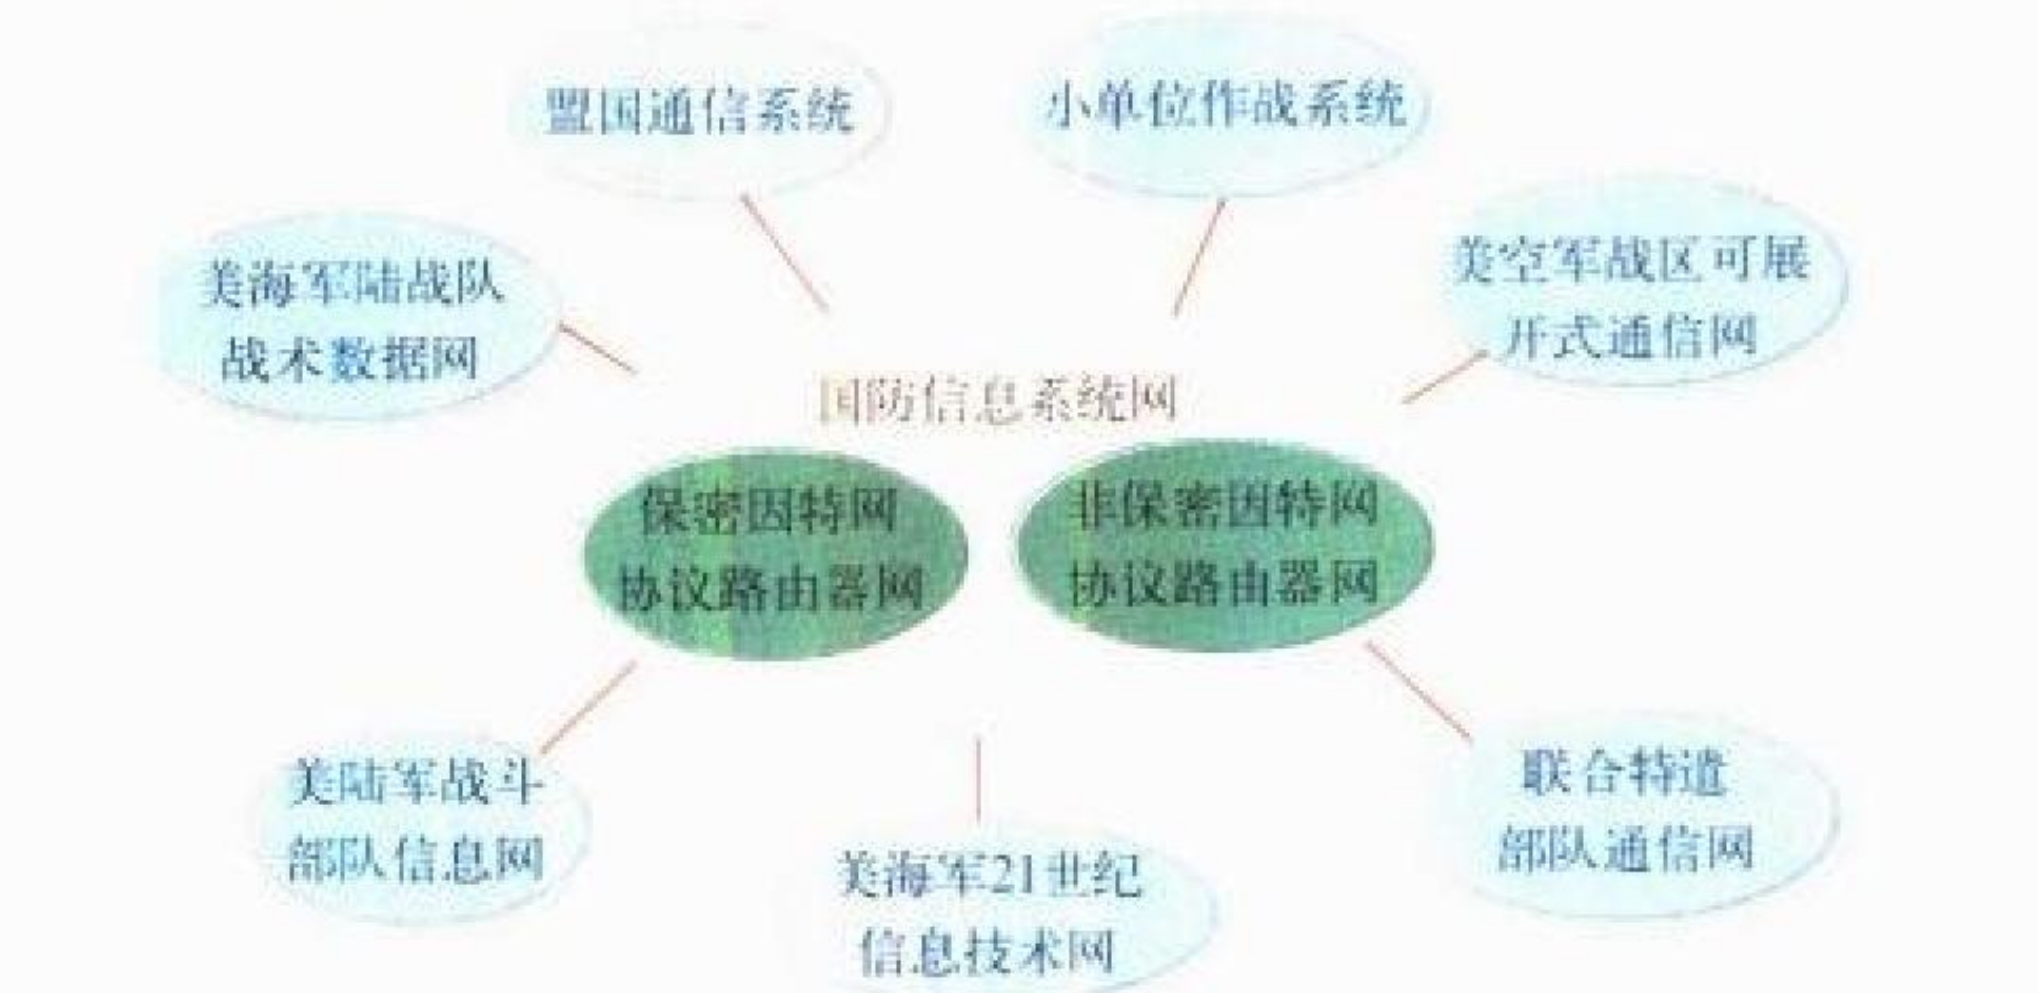 盟国通信系统
小单位作战系统
美海军陆战队
战术数据网
美空军战区可展
开式通信网
国防信息系统网
保密因特网
协议路由器网
非保密因特网
协议路由器网
美陆军战斗
部队信息网
美海军21世纪
信息技术网
联合特遣
部队通信网